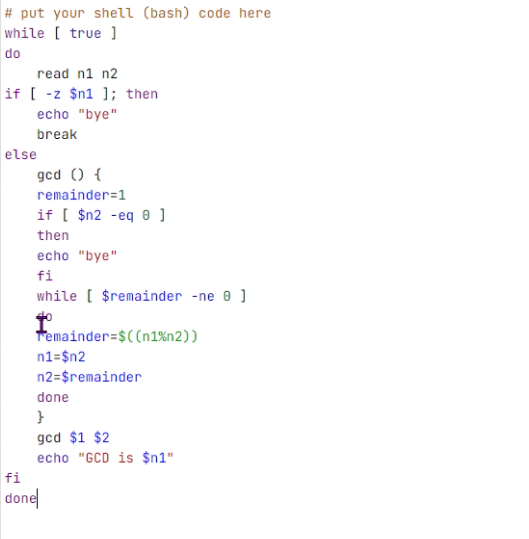 # put your shell (bash) code here
while [ true ]
do
    read n1 n2
if [ -z $n1 ]; then
    echo "bye"
    break
else
    gcd () {
    remainder=1
    if [ $n2 -eq 0 ]
    then
    echo "bye"
    fi
    while [ $remainder -ne 0 ]
    do
    remainder=$((n1%n2))
    n1=$n2
    n2=$remainder
    done
    }
    gcd $1 $2
    echo "GCD is $n1"
fi
done